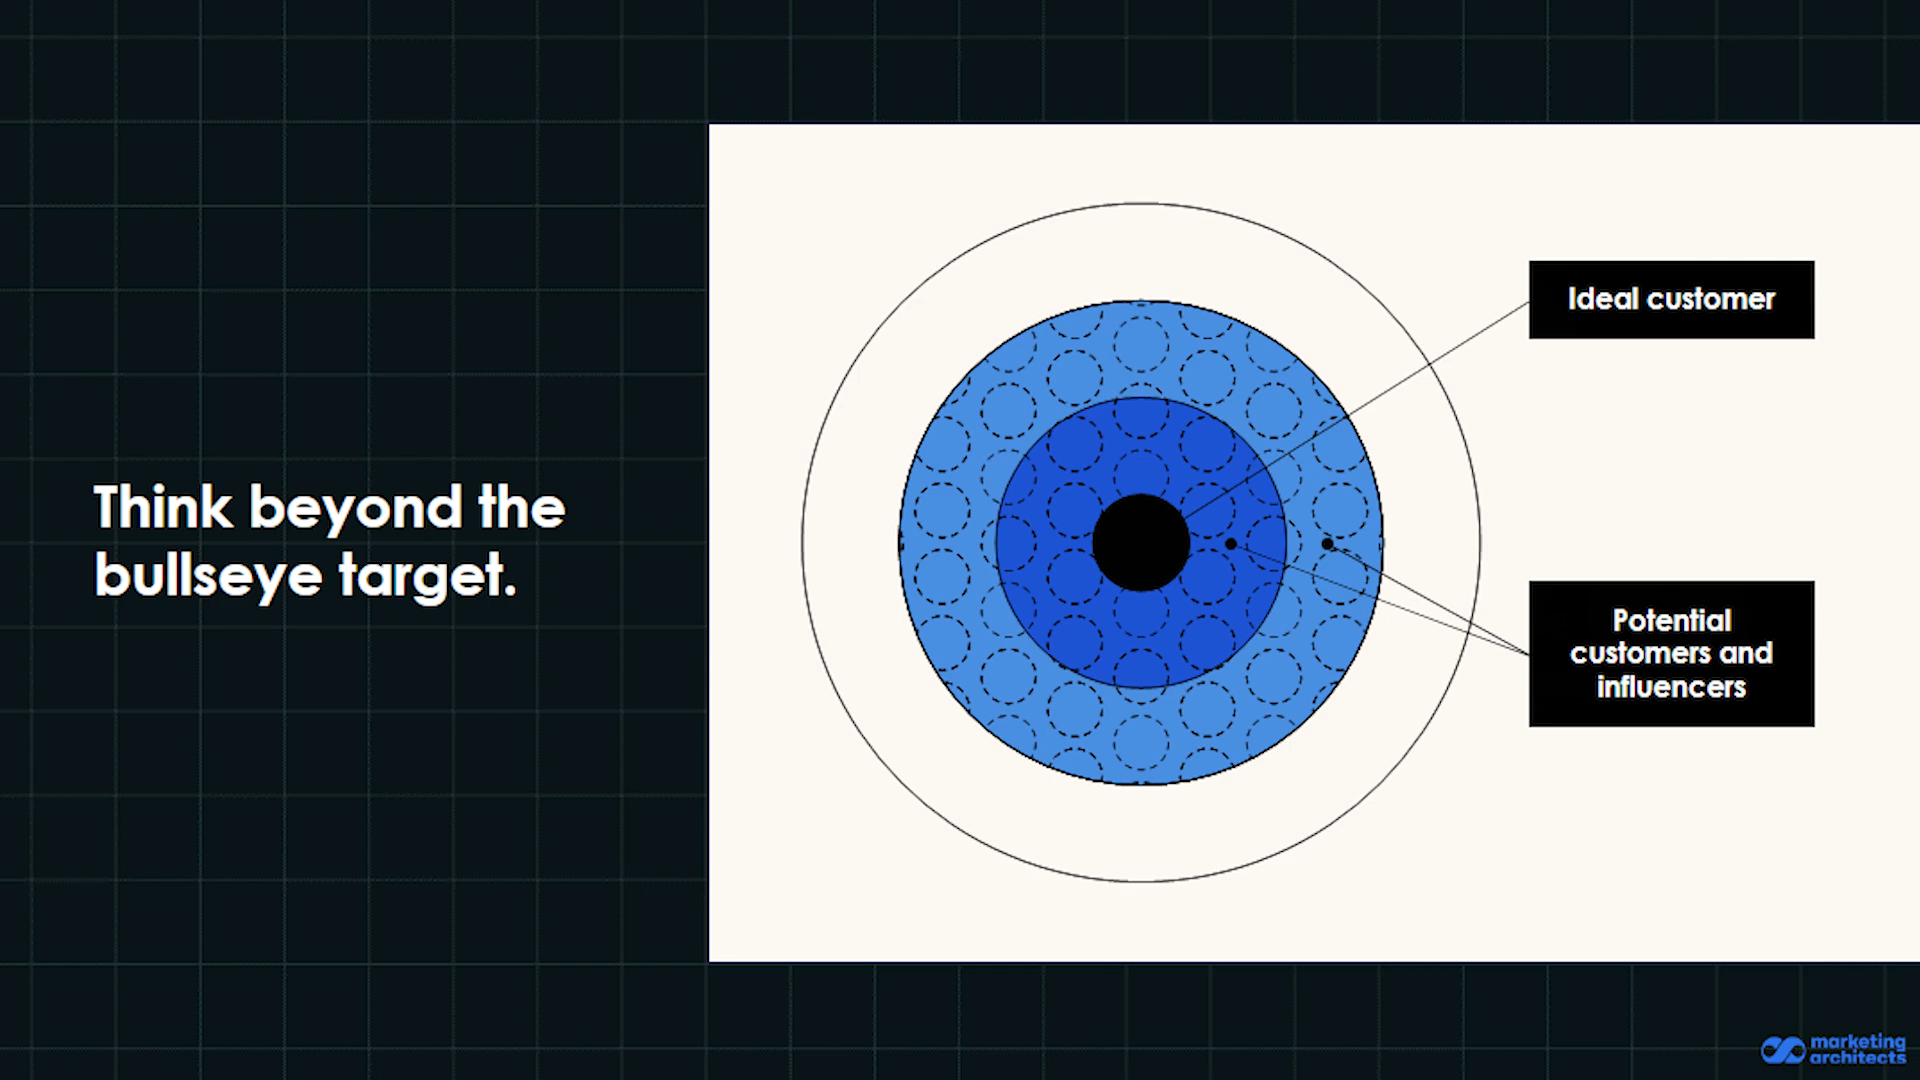 Think beyond the
bullseye target.
Ideal customer
Potential
customers and
influencers
marketing
architects